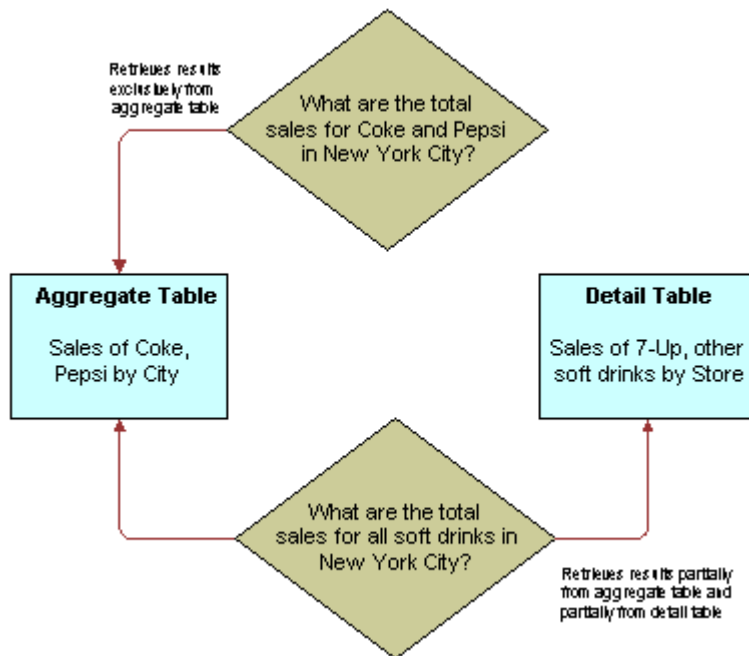 Retrieves results
exclusively from
aggregate table
What are the total
sales for Coke and Pepsi
in New York City?
Aggregate Table
Sales of Coke,
Pepsi by City
Detail Table
Sales of 7-Up, other
soft drinks by Store
What are the total
sales for all soft drinks in
New York City?
Retrieves results partially
from aggregate table and
partially from detail table